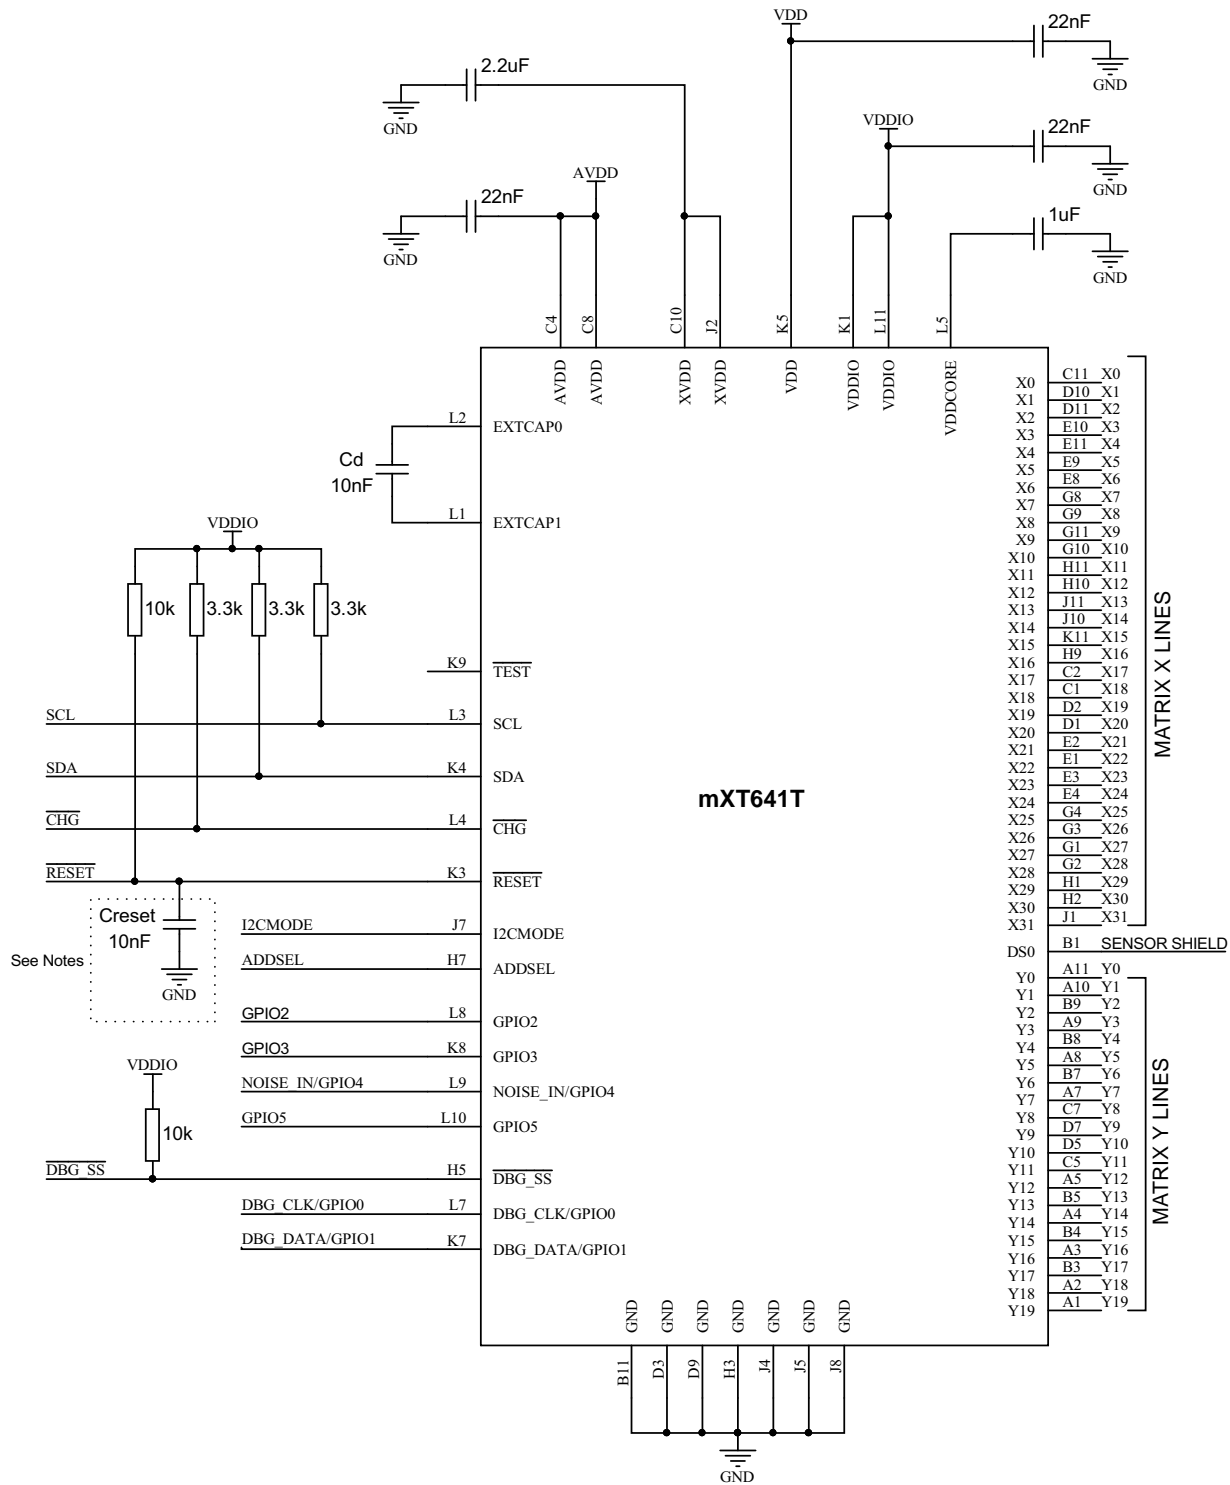 VDD
22nF
GND
2.2uF
GND
VDDIO
22nF
GND
AVDD
22nF
GND
1uF
GND
C4
C8
C10
J2
K5
K1
L11
L5
AVDD
AVDD
XVDD
XVDD
VDD
VDDIO
VDDIO
VDDCORE
L2 EXTCAP0
Cd
10nF
L1 EXTCAP1
VDDIO
10k
3.3k
3.3k
3.3k
K9 TEST
SCL L3 SCL
SDA K4 SDA
CHG L4 CHG
RESET K3 RESET
Creset
10nF
See Notes
GND
I2CMODE J7 I2CMODE
ADDSEL H7 ADDSEL
GPIO2 L8 GPIO2
GPIO3 K8 GPIO3
VDDIO
NOISE_IN/GPIO4 L9 NOISE_IN/GPIO4
GPIO5 L10 GPIO5
10k
DBG_SS H5 DBG_SS
DBG_CLK/GPIO0 L7 DBG_CLK/GPIO0
DBG_DATA/GPIO1 K7 DBG_DATA/GPIO1
mXT641T
X0 C11 X0
X1 D10 X1
X2 D11 X2
X3 E10 X3
X4 E11 X4
X5 E9 X5
X6 E8 X6
X7 G8 X7
X8 G9 X8
X9 G11 X9
X10 G10 X10
X11 H11 X11
X12 H10 X12
X13 J11 X13
X14 J10 X14
X15 K11 X15
X16 H9 X16
X17 C2 X17
X18 C1 X18
X19 D2 X19
X20 D1 X20
X21 E2 X21
X22 E1 X22
X23 E3 X23
X24 E4 X24
X25 G4 X25
X26 G3 X26
X27 G1 X27
X28 G2 X28
X29 H1 X29
X30 H2 X30
X31 J1 X31
MATRIX X LINES
DS0 B1 SENSOR SHIELD
Y0 A11 Y0
Y1 A10 Y1
Y2 B9 Y2
Y3 A9 Y3
Y4 B8 Y4
Y5 A8 Y5
Y6 B7 Y6
Y7 A7 Y7
Y8 C7 Y8
Y9 D7 Y9
Y10 D5 Y10
Y11 C5 Y11
Y12 A5 Y12
Y13 B5 Y13
Y14 A4 Y14
Y15 B4 Y15
Y16 A3 Y16
Y17 B3 Y17
Y18 A2 Y18
Y19 A1 Y19
MATRIX Y LINES
GND
GND
GND
GND
GND
GND
GND
B11
D3
D9
H3
J4
J5
J8
GND